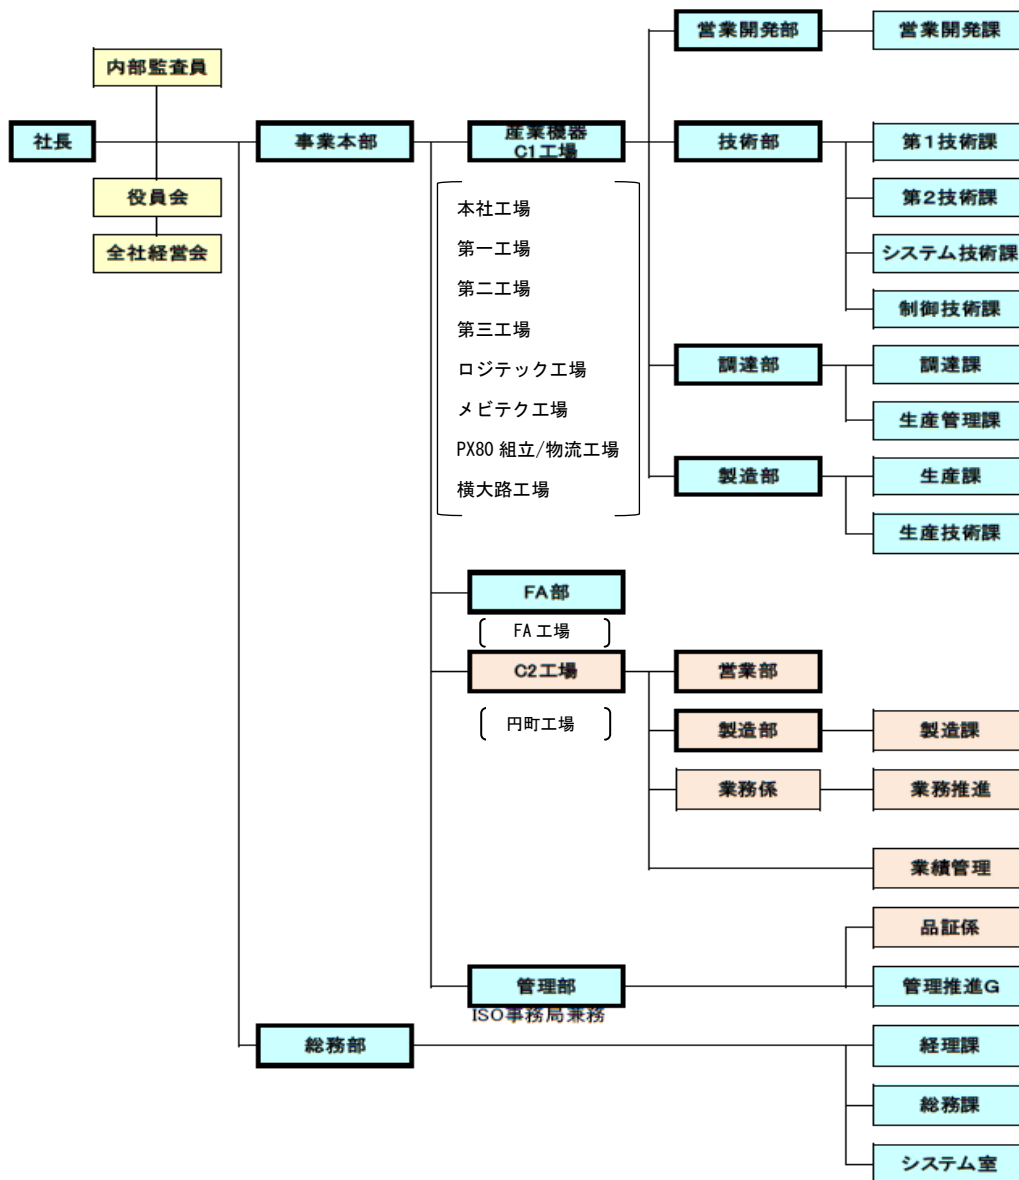 営業開発部
営業開発課
内部監査員
社長
事業本部
産業機器
C1工場
技術部
第1技術課
役員会
第2技術課
全社経営会
システム技術課
制御技術課
本社工場
第一工場
第二工場
第三工場
ロジテック工場
メビテク工場
PX80 組立/物流工場
横大路工場
調達部
調達課
生産管理課
製造部
生産課
生産技術課
FA部
FA 工場
C2工場
営業部
円町工場
製造部
製造課
業務係
業務推進
業績管理
品証係
管理部
管理推進G
ISO事務局兼務
総務部
経理課
総務課
システム室